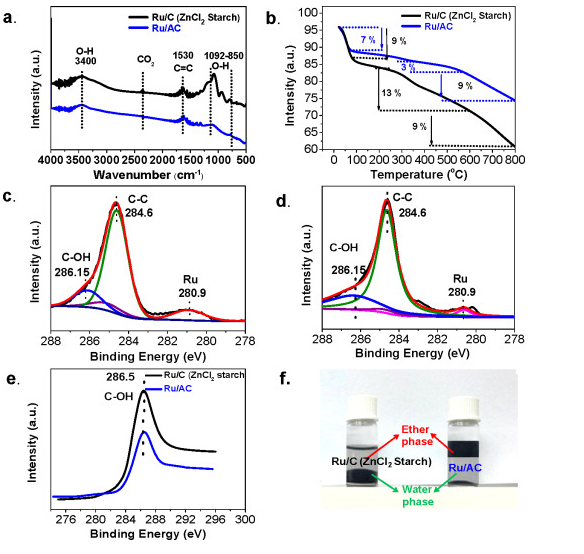 a.
Ru/C (ZnCl2 Starch)
Ru/AC
O-H
3400
CO2
1530
C=C
1092-850
O-H
Intensity (a.u.)
4000 3500 3000 2500 2000 1500 1000 500
Wavenumber (cm-1)
b.
Ru/C (ZnCl2 Starch)
Ru/AC
7 %
9 %
3 %
13 %
9 %
9 %
Intensity (a.u.)
100
95
90
85
80
75
70
65
60
0 100 200 300 400 500 600 700 800
Temperature (oC)
c.
C-C
284.6
C-OH
286.15
Ru
280.9
Intensity (a.u.)
288 286 284 282 280 278
Binding Energy (eV)
d.
C-C
284.6
C-OH
286.15
Ru
280.9
Intensity (a.u.)
288 286 284 282 280 278
Binding Energy (eV)
e.
286.5
C-OH
Ru/C (ZnCl2 starch
Ru/AC
Intensity (a.u.)
276 280 284 288 292 296 300
Binding Energy (eV)
f.
Ether
phase
Ru/C (ZnCl2 Starch)
Ru/AC
Water
phase